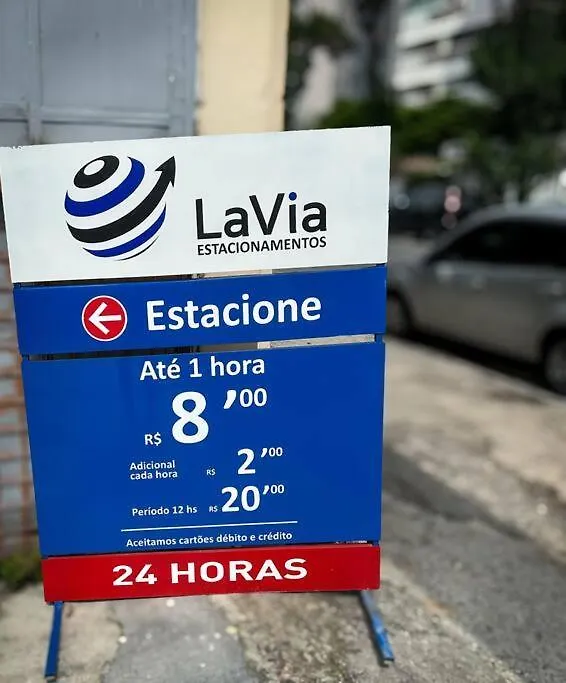 LaVia
ESTACIONAMENTOS
Estacione
Até 1 hora
R$ 8,00
Adicional cada hora R$ 2,00
Período 12 hs R$ 20,00
Aceitamos cartões débito e crédito
24 HORAS